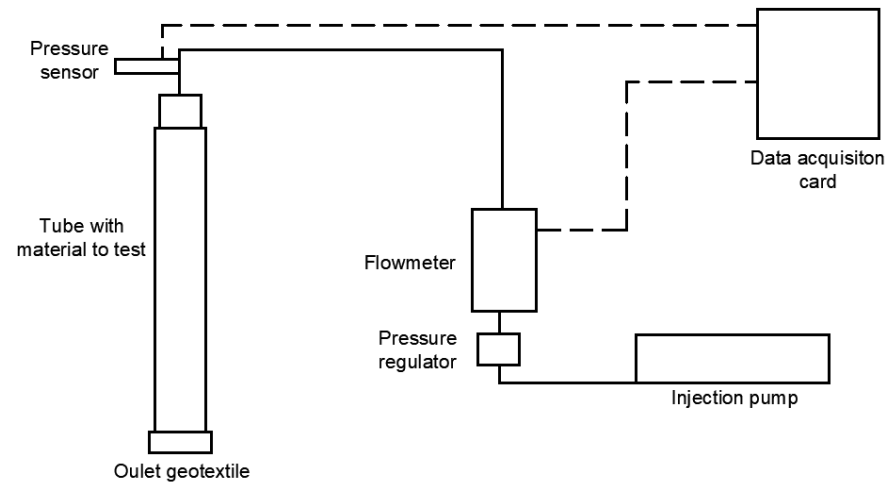 Pressure
sensor
Data acquisiton
card
Tube with
material to test
Flowmeter
Pressure
regulator
Injection pump
Oulet geotextile